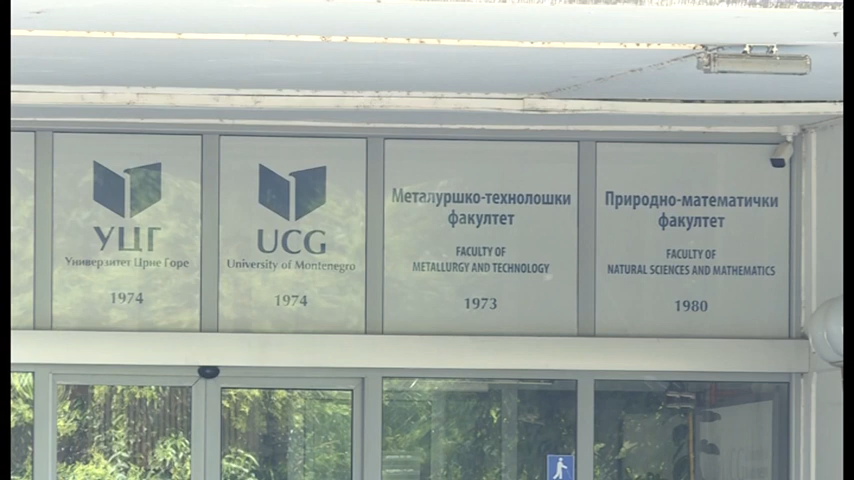 УЦГ
Универзитет Црне Горе
1974
UCG
University of Montenegro
1974
Металуршко-технолошки
факултет
FACULTY OF
METALLURGY AND TECHNOLOGY
1973
Природно-математички
факултет
FACULTY OF
NATURAL SCIENCES AND MATHEMATICS
1980